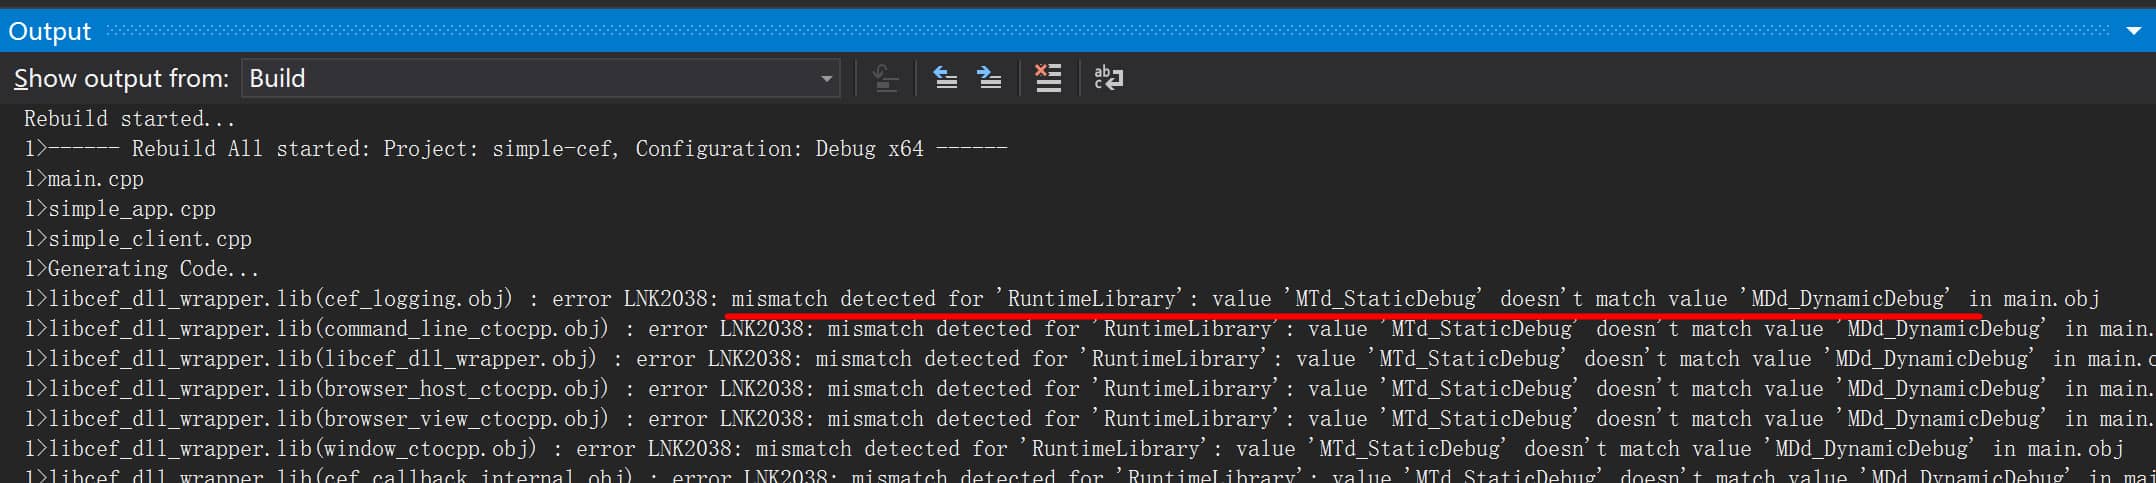 Output
Show output from: Build
Rebuild started...
1>------ Rebuild All started: Project: simple-cef, Configuration: Debug x64 ------
1>main.cpp
1>simple_app.cpp
1>simple_client.cpp
1>Generating Code...
1>libcef_dll_wrapper.lib(cef_logging.obj) : error LNK2038: mismatch detected for 'RuntimeLibrary': value 'MTd_StaticDebug' doesn't match value 'MDd_DynamicDebug' in main.obj
1>libcef_dll_wrapper.lib(command_line_ctocpp.obj) : error LNK2038: mismatch detected for 'RuntimeLibrary': value 'MTd_StaticDebug' doesn't match value 'MDd_DynamicDebug' in main.
1>libcef_dll_wrapper.lib(libcef_dll_wrapper.obj) : error LNK2038: mismatch detected for 'RuntimeLibrary': value 'MTd_StaticDebug' doesn't match value 'MDd_DynamicDebug' in main.
1>libcef_dll_wrapper.lib(browser_host_ctocpp.obj) : error LNK2038: mismatch detected for 'RuntimeLibrary': value 'MTd_StaticDebug' doesn't match value 'MDd_DynamicDebug' in main.
1>libcef_dll_wrapper.lib(browser_view_ctocpp.obj) : error LNK2038: mismatch detected for 'RuntimeLibrary': value 'MTd_StaticDebug' doesn't match value 'MDd_DynamicDebug' in main.
1>libcef_dll_wrapper.lib(window_ctocpp.obj) : error LNK2038: mismatch detected for 'RuntimeLibrary': value 'MTd_StaticDebug' doesn't match value 'MDd_DynamicDebug' in main.obj
1>libcef_dll_wrapper.lib(cef_callback_internal.obj) : error LNK2038: mismatch detected for 'RuntimeLibrary': value 'MTd_StaticDebug' doesn't match value 'MDd_DynamicDebug' in